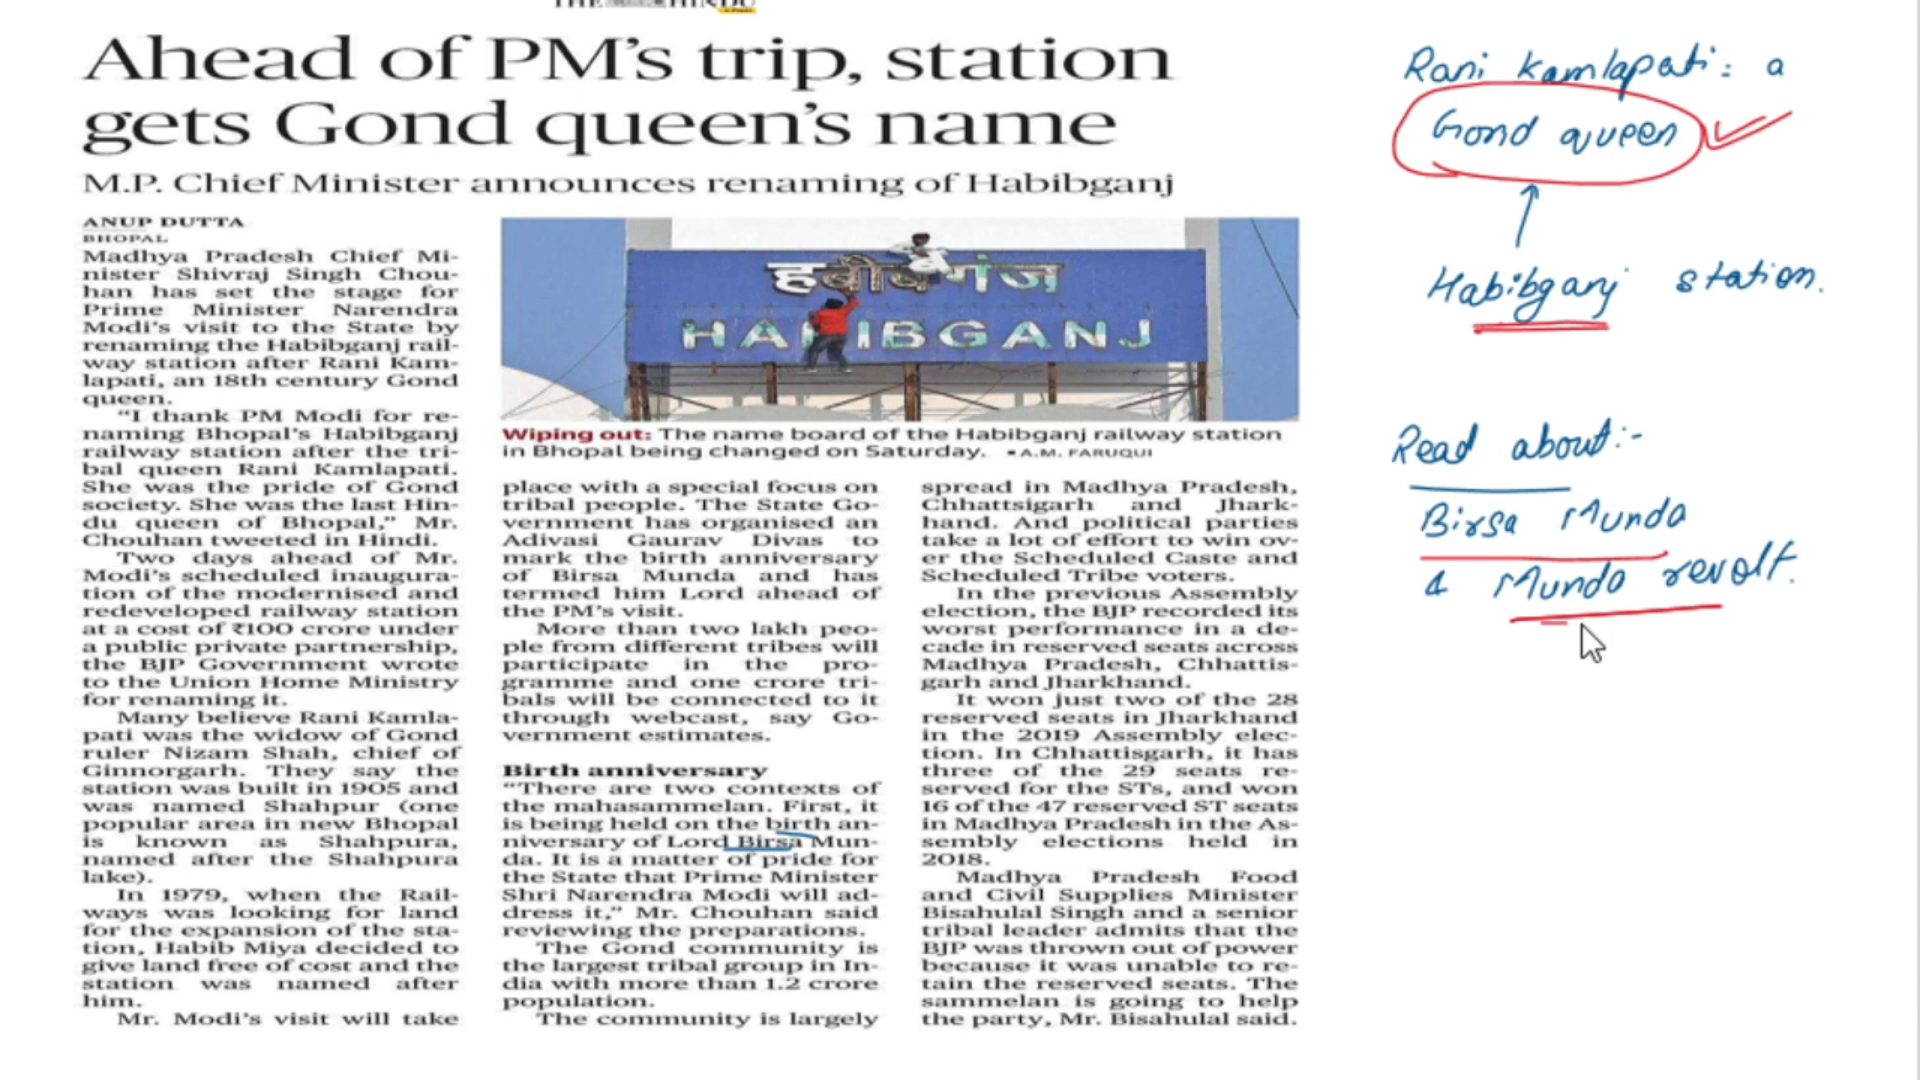 THE HINDU
Ahead of PM's trip, station
gets Gond queen's name
M.P. Chief Minister announces renaming of Habibganj
ANUP DUTTA
BHOPAL
Madhya Pradesh Chief Mi-
nister Shivraj Singh Chou-
han has set the stage for
Prime Minister Narendra
Modi's visit to the State by
renaming the Habibganj rail-
way station after Rani Kam-
lapati, an 18th century Gond
queen.
"I thank PM Modi for re-
naming Bhopal's Habibganj
railway station after the tri-
bal queen Rani Kamlapati.
She was the pride of Gond
society. She was the last Hin-
du queen of Bhopal," Mr.
Chouhan tweeted in Hindi.
Two days ahead of Mr.
Modi's scheduled inaugura-
tion of the modernised and
redeveloped railway station
at a cost of ₹100 crore under
a public private partnership,
the BJP Government wrote
to the Union Home Ministry
for renaming it.
Many believe Rani Kamla-
pati was the widow of Gond
ruler Nizam Shah, chief of
Ginnorgarh. They say the
station was built in 1905 and
was named Shahpur (one
popular area in new Bhopal
is known as Shahpura,
named after the Shahpura
lake).
In 1979, when the Rail-
ways was looking for land
for the expansion of the sta-
tion, Habib Miya decided to
give land free of cost and the
station was named after
him.
Mr. Modi's visit will take
हबीबगंज
HABIBGANJ
Wiping out: The name board of the Habibganj railway station
in Bhopal being changed on Saturday. • A.M. FARUQUI
place with a special focus on
tribal people. The State Go-
vernment has organised an
Adivasi Gaurav Divas to
mark the birth anniversary
of Birsa Munda and has
termed him Lord ahead of
the PM's visit.
More than two lakh peo-
ple from different tribes will
participate in the pro-
gramme and one crore tri-
bals will be connected to it
through webcast, say Go-
vernment estimates.
Birth anniversary
"There are two contexts of
the mahasammelan. First, it
is being held on the birth an-
niversary of Lord Birsa Mun-
da. It is a matter of pride for
the State that Prime Minister
Shri Narendra Modi will ad-
dress it," Mr. Chouhan said
reviewing the preparations.
The Gond community is
the largest tribal group in In-
dia with more than 1.2 crore
population.
The community is largely
spread in Madhya Pradesh,
Chhattsigarh and Jhark-
hand. And political parties
take a lot of effort to win ov-
er the Scheduled Caste and
Scheduled Tribe voters.
In the previous Assembly
election, the BJP recorded its
worst performance in a de-
cade in reserved seats across
Madhya Pradesh, Chhattis-
garh and Jharkhand.
It won just two of the 28
reserved seats in Jharkhand
in the 2019 Assembly elec-
tion. In Chhattisgarh, it has
three of the 29 seats re-
served for the STs, and won
16 of the 47 reserved ST seats
in Madhya Pradesh in the As-
sembly elections held in
2018.
Madhya Pradesh Food
and Civil Supplies Minister
Bisahulal Singh and a senior
tribal leader admits that the
BJP was thrown out of power
because it was unable to re-
tain the reserved seats. The
sammelan is going to help
the party, Mr. Bisahulal said.
Rani Kamlapati: a
Gond queen
Habibganj station.
Read about:-
Birsa Munda
& Munda revolt.